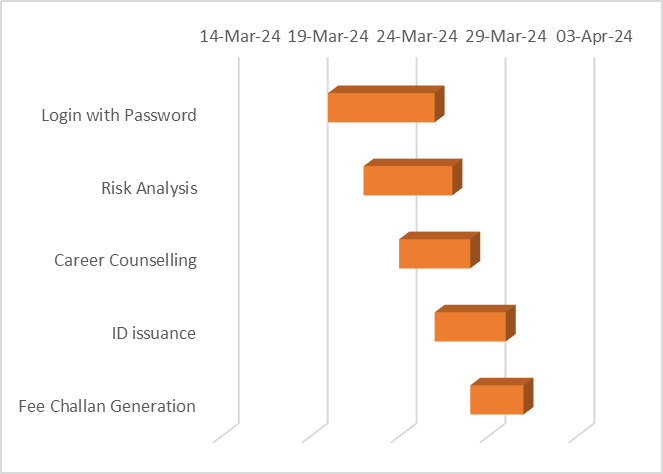 14-Mar-24 19-Mar-24 24-Mar-24 29-Mar-24 03-Apr-24
Login with Password
Risk Analysis
Career Counselling
ID issuance
Fee Challan Generation